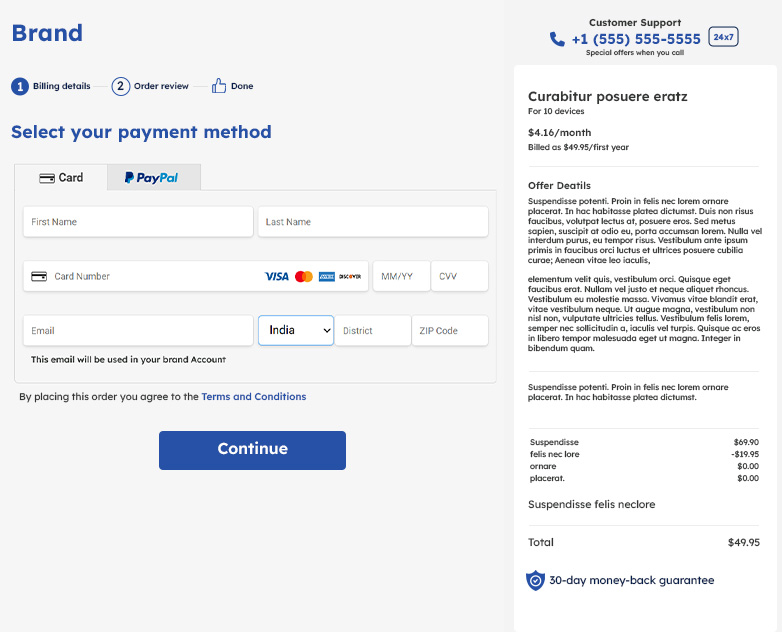 Brand
Customer Support
+1 (555) 555-5555
24x7
Special offers when you call
1 Billing details
2 Order review
Done
Select your payment method
Card
PayPal
First Name
Last Name
Card Number
VISA
AMERICAN EXPRESS
DISCOVER
MM/YY
CVV
Email
India
District
ZIP Code
This email will be used in your brand Account
By placing this order you agree to the Terms and Conditions
Continue
Curabitur posuere eratz
For 10 devices
$4.16/month
Billed as $49.95/first year
Offer Deatils
Suspendisse potenti. Proin in felis nec lorem ornare
placerat. In hac habitasse platea dictumst. Duis non risus
faucibus, volutpat lectus at, posuere eros. Sed metus
sapien, suscipit at odio eu, porta accumsan lorem. Nulla vel
interdum purus, eu tempor risus. Vestibulum ante ipsum
primis in faucibus orci luctus et ultrices posuere cubilia
curae; Aenean vitae leo iaculis,
elementum velit quis, vestibulum orci. Quisque eget
faucibus erat. Nullam vel justo et neque aliquet rhoncus.
Vestibulum eu molestie massa. Vivamus vitae blandit erat,
vitae vestibulum neque. Ut augue magna, vestibulum non
nisl non, vulputate ultricies tellus. Vestibulum felis lorem,
semper nec sollicitudin a, iaculis vel turpis. Quisque ac eros
in libero tempor malesuada eget ut magna. Integer in
bibendum quam.
Suspendisse potenti. Proin in felis nec lorem ornare
placerat. In hac habitasse platea dictumst.
Suspendisse $69.90
felis nec lore -$19.95
ornare $0.00
placerat. $0.00
Suspendisse felis neclore
Total $49.95
30-day money-back guarantee